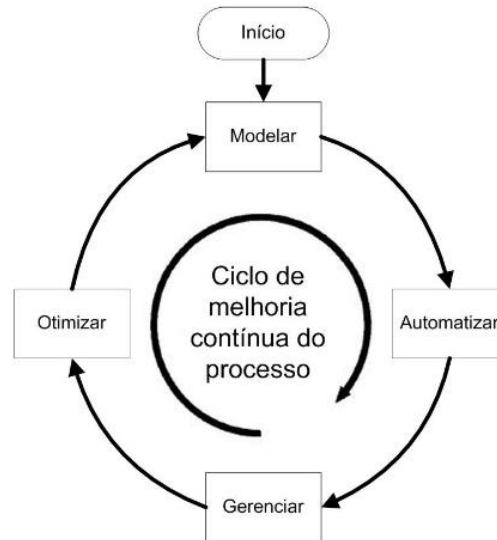 Início
Modelar
Ciclo de
melhoria
contínua do
processo
Otimizar
Automatizar
Gerenciar